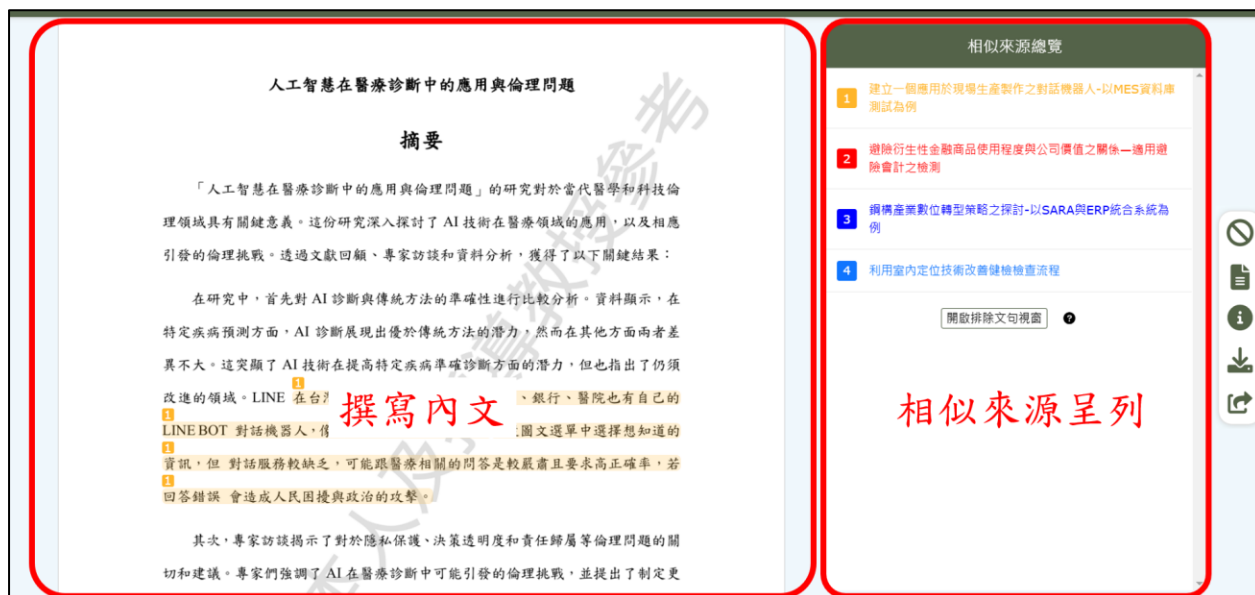 人工智慧在醫療診斷中的應用與倫理問題
摘要
「人工智慧在醫療診斷中的應用與倫理問題」的研究對於當代醫學和科技倫
理領域具有關鍵意義。這份研究深入探討了 AI 技術在醫療領域的應用,以及相應
引發的倫理挑戰。透過文獻回顧、專家訪談和資料分析,獲得了以下關鍵結果:
在研究中,首先對 AI 診斷與傳統方法的準確性進行比較分析。資料顯示,在
特定疾病預測方面,AI 診斷展現出優於傳統方法的潛力,然而在其他方面兩者差
異不大。這突顯了 AI 技術在提高特定疾病準確診斷方面的潛力,但也指出了仍須
1
改進的領域。LINE 在台 、銀行、醫院也有自己的
1
LINE BOT 對話機器人, 圖文選單中選擇想知道的
1
資訊,但 對話服務較缺乏,可能跟醫療相關的問答是較嚴肅且要求高正確率,若
1
回答錯誤 會造成人民困擾與政治的攻擊。
其次,專家訪談揭示了對於隱私保護、決策透明度和責任歸屬等倫理問題的關
切和建議。專家們強調了 AI 在醫療診斷中可能引發的倫理挑戰,並提出了制定更
撰寫內文
本人及指導教授參考
相似來源總覽
1 建立一個應用於現場生產製作之對話機器人-以MES資料庫
測試為例
2 避險衍生性金融商品使用程度與公司價值之關係—適用避
險會計之檢測
3 鋼構產業數位轉型策略之探討-以SARA與ERP統合系統為
例
4 利用室內定位技術改善健檢檢查流程
開啟排除文句視窗 ?
相似來源呈列